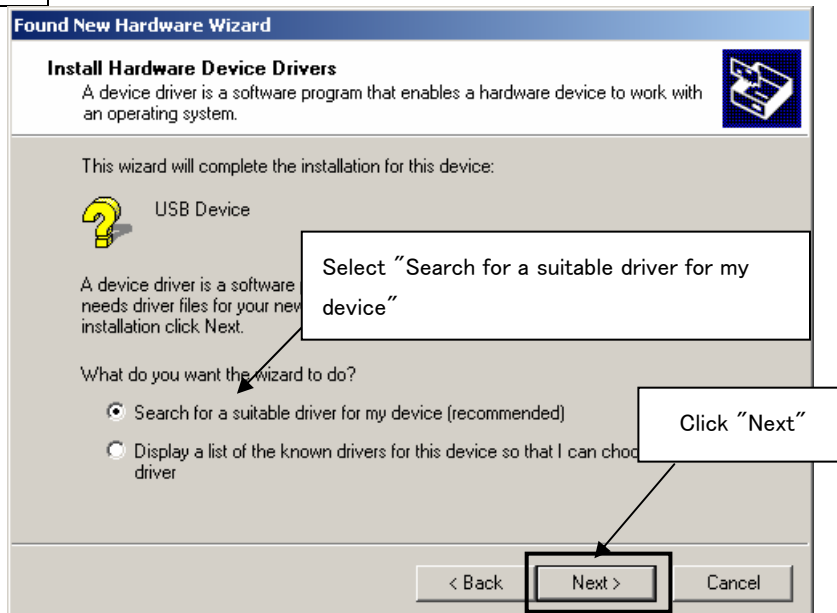 Found New Hardware Wizard
Install Hardware Device Drivers
A device driver is a software program that enables a hardware device to work with
an operating system.
This wizard will complete the installation for this device:
USB Device
Select "Search for a suitable driver for my
device"
A device driver is a software
needs driver files for your new
installation click Next.
What do you want the wizard to do?
Search for a suitable driver for my device (recommended)
Click "Next"
Display a list of the known drivers for this device so that I can
driver
< Back
Next >
Cancel